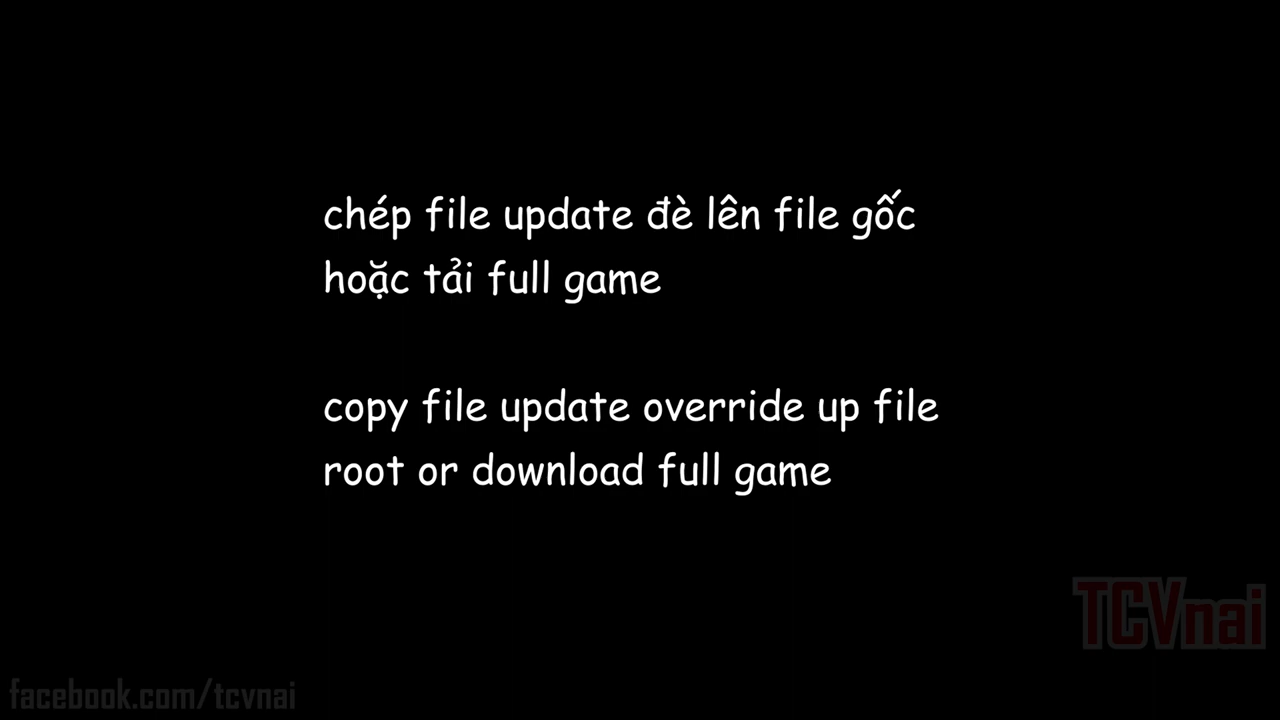 chép file update đè lên file gốc
hoặc tải full game
copy file update override up file
root or download full game
TCVnai
facebook.com/tcvnai